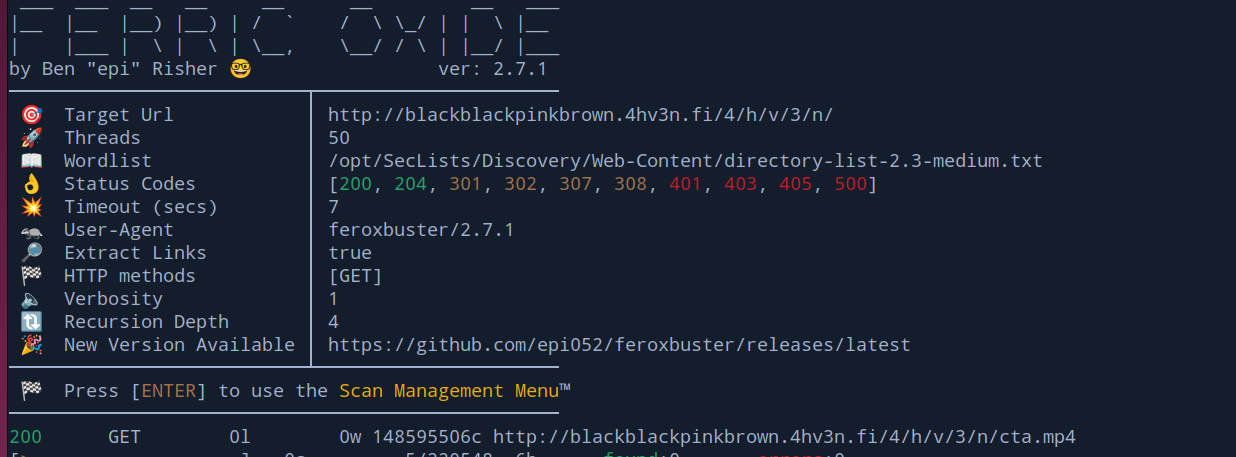 FERRIC OXIDE
by Ben "epi" Risher 🤓 ver: 2.7.1
🎯 Target Url │ http://blackblackpinkbrown.4hv3n.fi/4/h/v/3/n/
🚀 Threads │ 50
📖 Wordlist │ /opt/SecLists/Discovery/Web-Content/directory-list-2.3-medium.txt
👌 Status Codes │ [200, 204, 301, 302, 307, 308, 401, 403, 405, 500]
💥 Timeout (secs) │ 7
🦡 User-Agent │ feroxbuster/2.7.1
🔎 Extract Links │ true
🏁 HTTP methods │ [GET]
🔈 Verbosity │ 1
🔃 Recursion Depth │ 4
🎉 New Version Available │ https://github.com/epi052/feroxbuster/releases/latest
🏁 Press [ENTER] to use the Scan Management Menu™
200 GET 0l 0w 148595506c http://blackblackpinkbrown.4hv3n.fi/4/h/v/3/n/cta.mp4